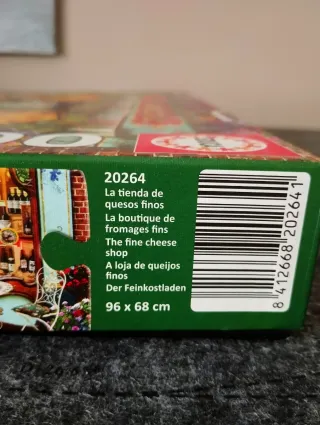 20264
La tienda de
quesos finos
La boutique de
fromages fins
The fine cheese
shop
A loja de queijos
finos
Der Feinkostladen
96 x 68 cm
8 412668 202641